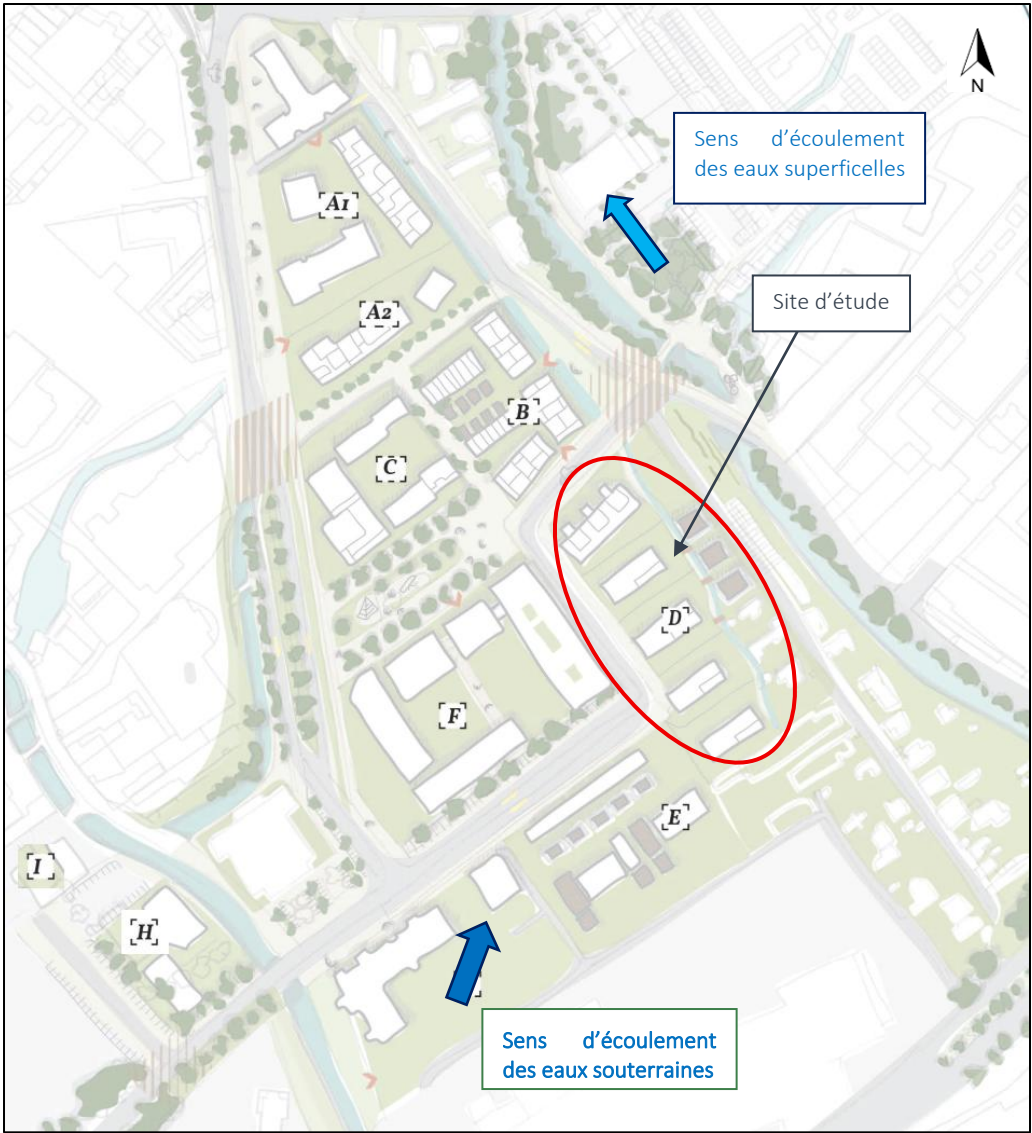 N
Sens d’écoulement
des eaux superficelles
A1
Site d’étude
A2
B
C
D
F
E
I
H
Sens d’écoulement
des eaux souterraines